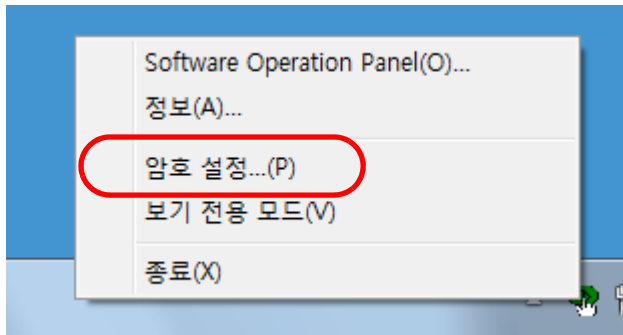 Software Operation Panel(O)...
정보(A)...
암호 설정...(P)
보기 전용 모드(V)
종료(X)